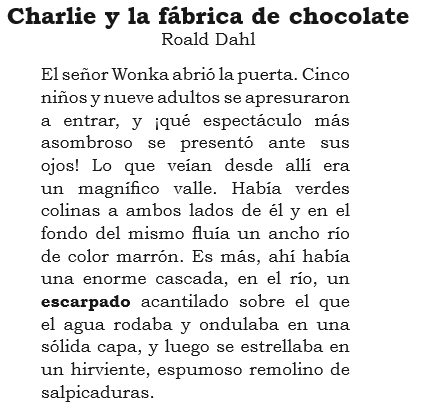 Charlie y la fábrica de chocolate
Roald Dahl
El señor Wonka abrió la puerta. Cinco
niños y nueve adultos se apresuraron
a entrar, y ¡qué espectáculo más
asombroso se presentó ante sus
ojos! Lo que veían desde allí era
un magnífico valle. Había verdes
colinas a ambos lados de él y en el
fondo del mismo fluía un ancho río
de color marrón. Es más, ahí había
una enorme cascada, en el río, un
escarpado acantilado sobre el que
el agua rodaba y ondulaba en una
sólida capa, y luego se estrellaba en
un hirviente, espumoso remolino de
salpicaduras.